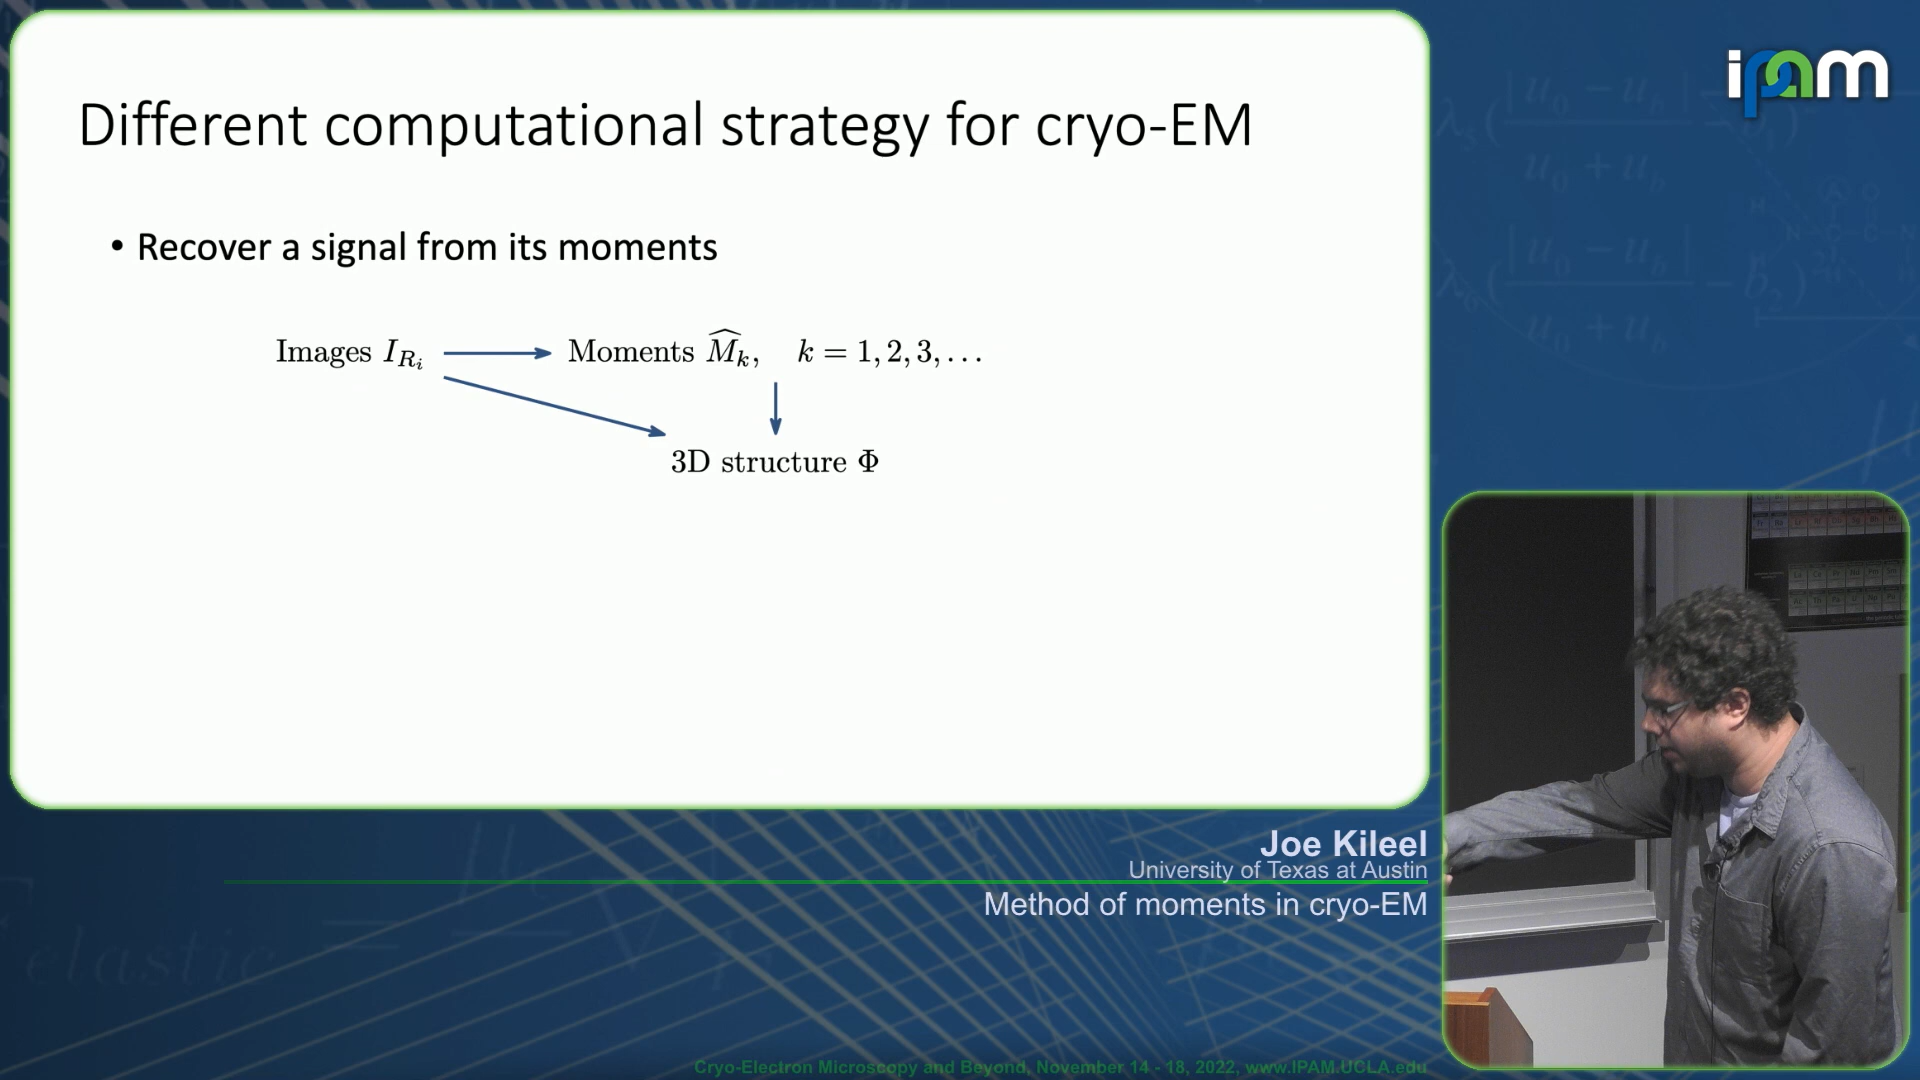 Different computational strategy for cryo-EM
• Recover a signal from its moments
Images $I_{R_i}$ → Moments $\widehat{M}_k$, k = 1, 2, 3, …
3D structure Φ
ipam
Joe Kileel
University of Texas at Austin
Method of moments in cryo-EM
Cryo-Electron Microscopy and Beyond, November 14 - 18, 2022, www.IPAM.UCLA.edu
elastic